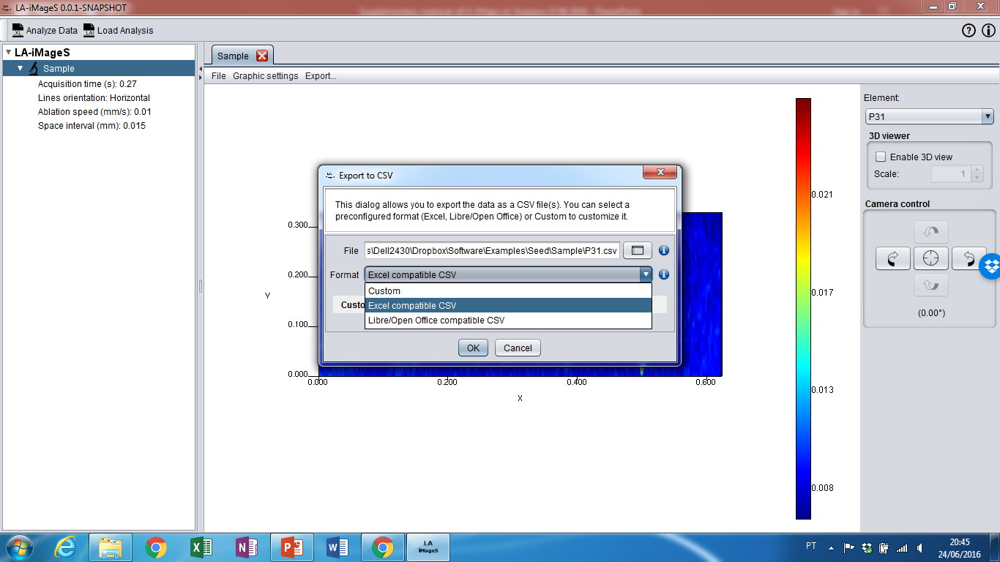 LA-iMageS 0.0.1-SNAPSHOT
Analyze Data Load Analysis
LA-iMageS
Sample
Acquisition time (s): 0.27
Lines orientation: Horizontal
Ablation speed (mm/s): 0.01
Space interval (mm): 0.015
Sample
File Graphic settings Export...
Export to CSV
This dialog allows you to export the data as a CSV file(s). You can select a
preconfigured format (Excel, Libre/Open Office) or Custom to customize it.
File s\Dell2430\Dropbox\Software\Examples\Seed\Sample\P31.csv
Format Excel compatible CSV
Custom
Excel compatible CSV
Libre/Open Office compatible CSV
Custo
OK Cancel
0.300
0.200
Y
0.100
0.000
0.000 0.200 0.400 0.600
X
0.021
0.017
0.013
0.008
Element:
P31
3D viewer
Enable 3D view
Scale: 1
Camera control
(0.00°)
LA
iMageS
PT
20:45
24/06/2016